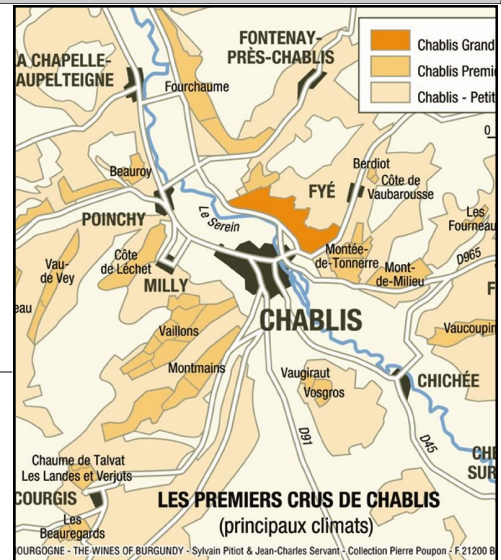 LA CHAPELLE-
VAUPELTEIGNE
FONTENAY-
PRÈS-CHABLIS
Fourchaume
Chablis Grand
Chablis Premi
Chablis - Petit
0
Beauroy
POINCHY
Le Serein
FYÉ
Berdiot
Côte de
Vaubarousse
Les
Fourneau
D965
Vau-
de Vey
Côte
de Léchet
MILLY
Montée-
de-Tonnerre
Mont-
de-Milieu
F
eau
CHABLIS
Vaillons
Montmains
Vaucoupin
Vaugiraut
Vosgros
CHICHÉE
D91
D45
CHE
SUR
Chaume de Talvat
Les Landes et Verjuts
COURGIS
Les
Beauregards
LES PREMIERS CRUS DE CHABLIS
(principaux climats)
BOURGOGNE - THE WINES OF BURGUNDY - Sylvain Pitiot & Jean-Charles Servant - Collection Pierre Poupon - F.21200 B